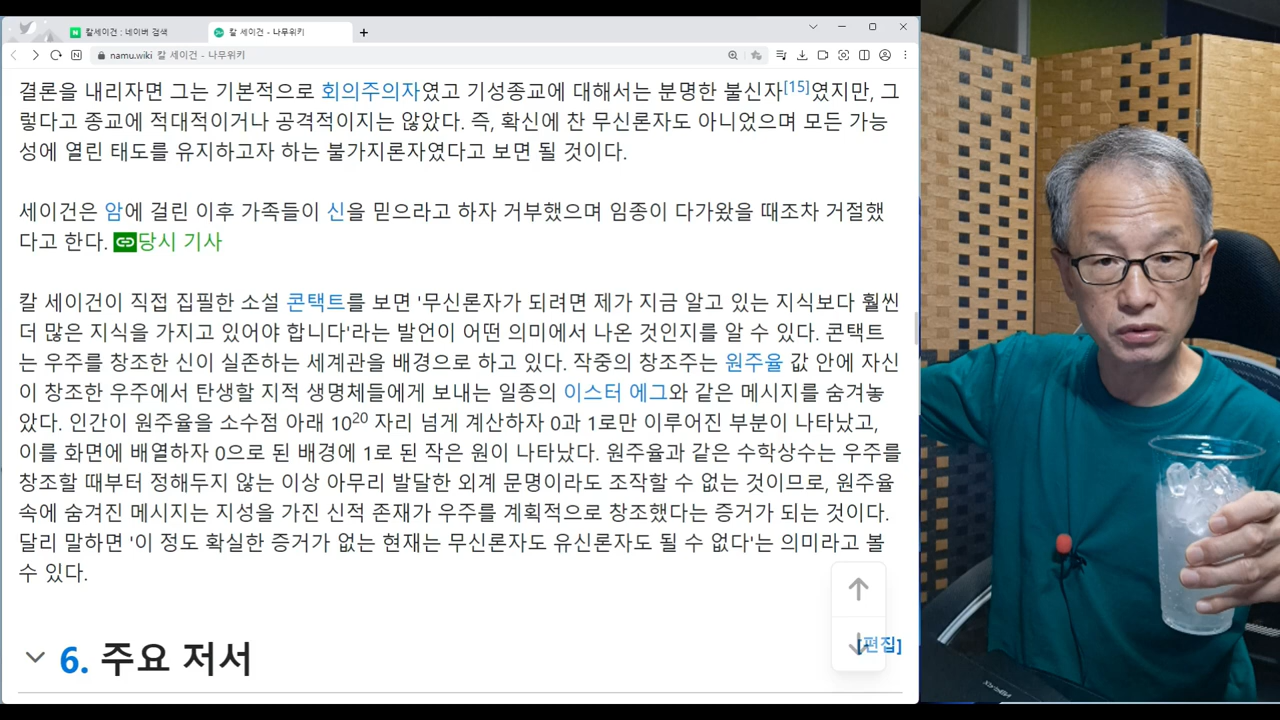 칼세이건 : 네이버 검색
칼 세이건 - 나무위키
namu.wiki 칼 세이건 - 나무위키
결론을 내리자면 그는 기본적으로 회의주의자였고 기성종교에 대해서는 분명한 불신자[15]였지만, 그
렇다고 종교에 적대적이거나 공격적이지는 않았다. 즉, 확신에 찬 무신론자도 아니었으며 모든 가능
성에 열린 태도를 유지하고자 하는 불가지론자였다고 보면 될 것이다.
세이건은 암에 걸린 이후 가족들이 신을 믿으라고 하자 거부했으며 임종이 다가왔을 때조차 거절했
다고 한다. 당시 기사
칼 세이건이 직접 집필한 소설 콘택트를 보면 '무신론자가 되려면 제가 지금 알고 있는 지식보다 훨씬
더 많은 지식을 가지고 있어야 합니다'라는 발언이 어떤 의미에서 나온 것인지를 알 수 있다. 콘택트
는 우주를 창조한 신이 실존하는 세계관을 배경으로 하고 있다. 작중의 창조주는 원주율 값 안에 자신
이 창조한 우주에서 탄생할 지적 생명체들에게 보내는 일종의 이스터 에그와 같은 메시지를 숨겨놓
았다. 인간이 원주율을 소수점 아래 10²⁰ 자리 넘게 계산하자 0과 1로만 이루어진 부분이 나타났고,
이를 화면에 배열하자 0으로 된 배경에 1로 된 작은 원이 나타났다. 원주율과 같은 수학상수는 우주를
창조할 때부터 정해두지 않는 이상 아무리 발달한 외계 문명이라도 조작할 수 없는 것이므로, 원주율
속에 숨겨진 메시지는 지성을 가진 신적 존재가 우주를 계획적으로 창조했다는 증거가 되는 것이다.
달리 말하면 '이 정도 확실한 증거가 없는 현재는 무신론자도 유신론자도 될 수 없다'는 의미라고 볼
수 있다.
6. 주요 저서
[편집]